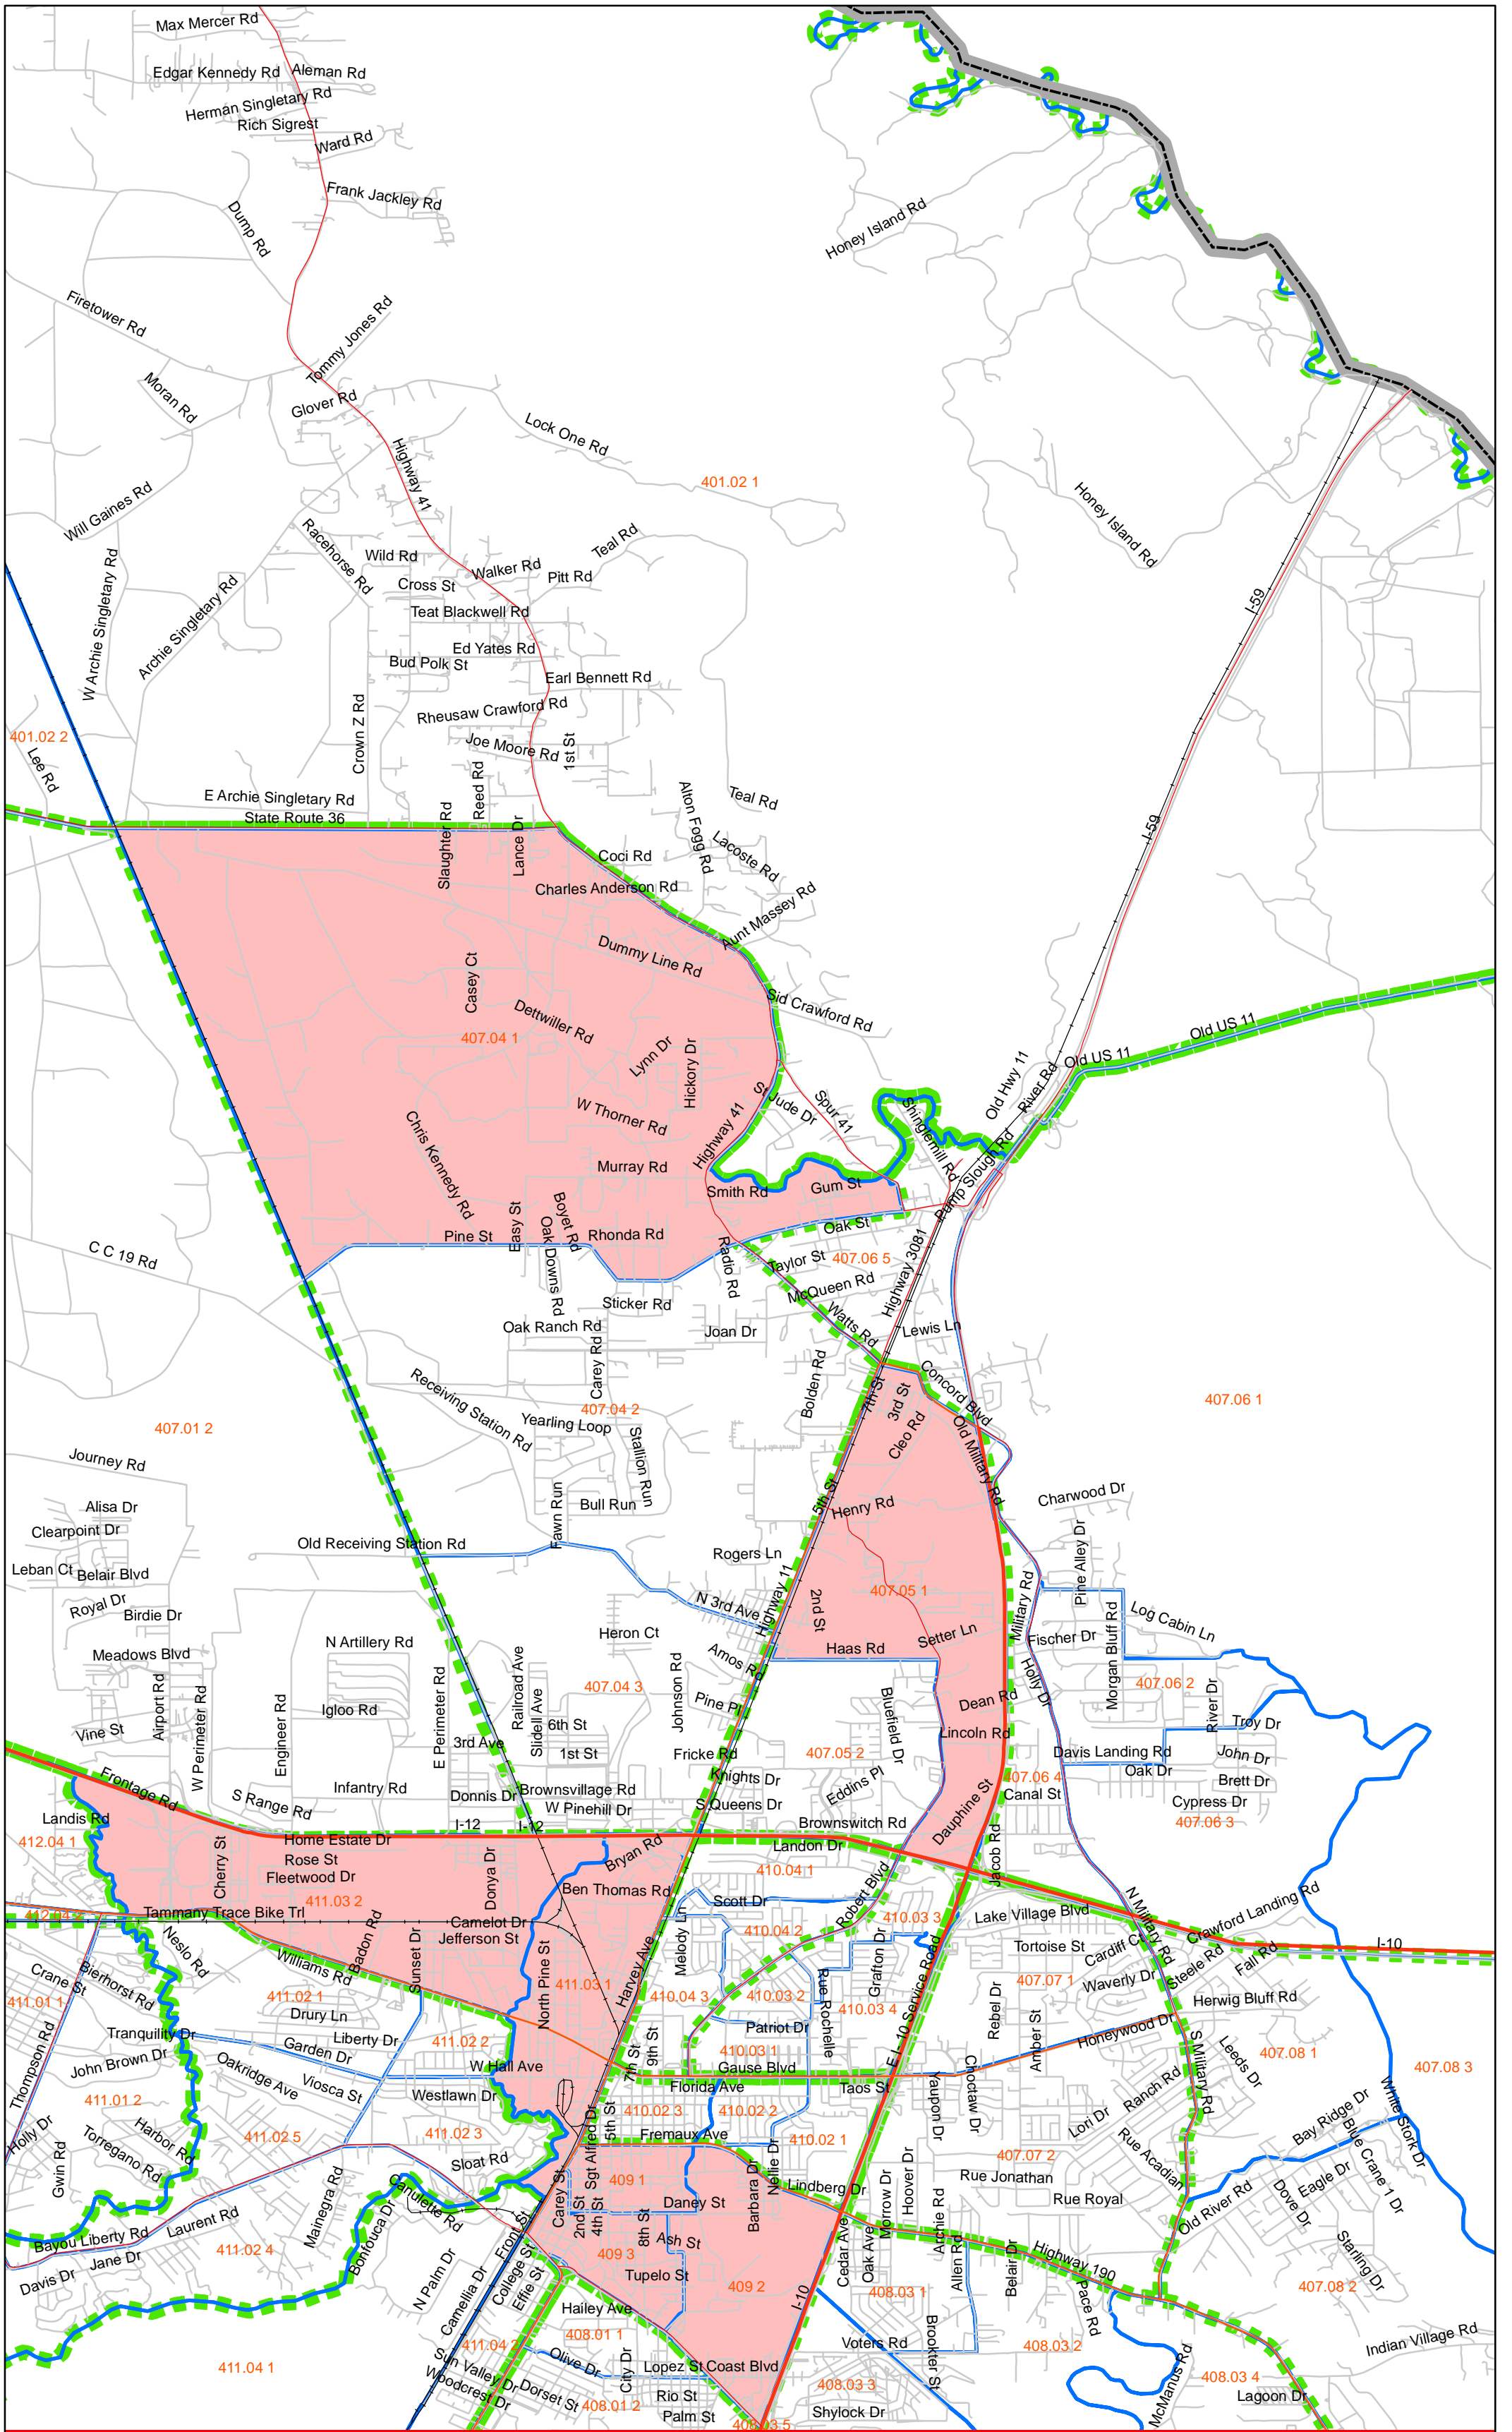 Max Mercer Rd
Edgar Kennedy Rd
Aleman Rd
Herman Singletary Rd
Rich Sigrest
Ward Rd
Frank Jackley Rd
Dump Rd
Honey Island Rd
Firetower Rd
Tommy Jones Rd
Moran Rd
Glover Rd
Lock One Rd
Highway 41
401.02 1
Will Gaines Rd
Honey Island Rd
Racehorse Rd
Teal Rd
Wild Rd
Walker Rd
Cross St
Pitt Rd
W Archie Singletary Rd
Archie Singletary Rd
Teat Blackwell Rd
I-59
Ed Yates Rd
Bud Polk St
Earl Bennett Rd
Rheusaw Crawford Rd
Crown Z Rd
401.02 2
Joe Moore Rd
1st St
Lee Rd
Reed Rd
E Archie Singletary Rd
Teal Rd
State Route 36
Slaughter Rd
Lance Dr
Alton Fogg Rd
Lacoste Rd
I-59
Coci Rd
Charles Anderson Rd
Aunt Massey Rd
Dummy Line Rd
Casey Ct
Sid Crawford Rd
Dettwiller Rd
407.04 1
Old US 11
Lynn Dr
Hickory Dr
Old US 11
Old Hwy 11
River Rd
St Jude Dr
Spur 41
W Thorner Rd
Shinglemill Rd
Chris Kennedy Rd
Highway 41
Murray Rd
Pump Slough Rd
Smith Rd
Gum St
Easy St
Boyet Rd
Oak St
Pine St
Oak Downs Rd
Rhonda Rd
Radio Rd
C C 19 Rd
Taylor St
407.06 5
Highway 3081
McQueen Rd
Sticker Rd
Watts Rd
Oak Ranch Rd
Joan Dr
Lewis Ln
Carey Rd
Bolden Rd
Receiving Station Rd
7th St
3rd St
Concord Blvd
407.04 2
407.06 1
407.01 2
Yearling Loop
Cleo Rd
Old Military Rd
Stallion Run
Journey Rd
Alisa Dr
Bull Run
5th St
Henry Rd
Charwood Dr
Clearpoint Dr
Fawn Run
Old Receiving Station Rd
Rogers Ln
Pine Alley Dr
Leban Ct
Belair Blvd
Highway 11
407.05 1
Royal Dr
Birdie Dr
N 3rd Ave
2nd St
Military Rd
Morgan Bluff Rd
Log Cabin Ln
Heron Ct
N Artillery Rd
Haas Rd
Setter Ln
Fischer Dr
Meadows Blvd
Amos Rd
Holly Dr
407.04 3
407.06 2
Airport Rd
W Perimeter Rd
Engineer Rd
Igloo Rd
E Perimeter Rd
Railroad Ave
Slidell Ave
Johnson Rd
Pine Pl
Bluefield Dr
Dean Rd
River Dr
Vine St
6th St
Lincoln Rd
Troy Dr
3rd Ave
1st St
Fricke Rd
407.05 2
Davis Landing Rd
John Dr
Frontage Rd
Knights Dr
Eddins Pl
407.06 4
Oak Dr
Brett Dr
Infantry Rd
Donnis Dr
Brownsvillage Rd
Canal St
Cypress Dr
S Range Rd
W Pinehill Dr
S Queens Dr
Dauphine St
Landis Rd
I-12
I-12
Brownswitch Rd
407.06 3
412.04 1
Home Estate Dr
Bryan Rd
Landon Dr
Jacob Rd
Rose St
Cherry St
Fleetwood Dr
Donya Dr
Ben Thomas Rd
410.04 1
411.03 2
Scott Dr
Robert Blvd
Tammany Trace Bike Trl
Camelot Dr
Melody Ln
410.04 2
410.03 3
Lake Village Blvd
N Military Rd
Crawford Landing Rd
Neslo Rd
Badon Rd
Jefferson St
Harvey Ave
Tortoise St
Cardiff Ct
I-10
Williams Rd
Sunset Dr
North Pine St
Grafton Dr
E I- 10 Service Road
Steele Rd
Fall Rd
Crane St
Bierhorst Rd
411.03 1
407.07 1
Waverly Dr
411.01 1
411.02 1
410.04 3
410.03 2
Rue Rochelle
410.03 4
Herwig Bluff Rd
Drury Ln
Patriot Dr
Rebel Dr
Amber St
Honeywood Dr
Thompson Rd
Tranquility Dr
Liberty Dr
Garden Dr
411.02 2
9th St
7th St
410.03 1
S Military Rd
Leeds Dr
John Brown Dr
W Hall Ave
Gause Blvd
Choctaw Dr
407.08 1
407.08 3
Oakridge Ave
Viosca St
Westlawn Dr
Florida Ave
Taos St
Yaupon Dr
Ranch Rd
411.01 2
410.02 3
410.02 2
Lori Dr
White Stork Dr
Bay Ridge Dr
Holly Dr
Harbor Rd
411.02 5
411.02 3
5th St
Sgt Alfred Dr
Fremaux Ave
410.02 1
Rue Acadian
Blue Crane 1 Dr
Torregano Rd
Sloat Rd
407.07 2
Gwin Rd
Canulette Rd
409 1
Nellie Dr
Lindberg Dr
Morrow Dr
Hoover Dr
Rue Jonathan
Eagle Dr
Carey St
2nd St
4th St
Daney St
Barbara Dr
Rue Royal
Old River Rd
Dove Dr
Mainegra Rd
Laurent Rd
8th St
Ash St
Cedar Ave
Oak Ave
Archie Rd
Bayou Liberty Rd
411.02 4
Bonfouca Dr
Front St
Starling Dr
Jane Dr
N Palm Dr
College St
Effie St
409 3
Tupelo St
409 2
Allen Rd
Belair Dr
Highway 190
Davis Dr
Camellia Dr
I-10
408.03 1
Pace Rd
407.08 2
Hailey Ave
408.01 1
Brookter St
Indian Village Rd
411.04 2
Voters Rd
408.03 2
411.04 1
Sun Valley Dr
Olive Dr
City Dr
Lopez St
Coast Blvd
McManus Rd
Woodcrest Dr
Dorset St
408.03 3
408.03 4
Rio St
Lagoon Dr
408.01 2
Palm St
408.03 5
Shylock Dr